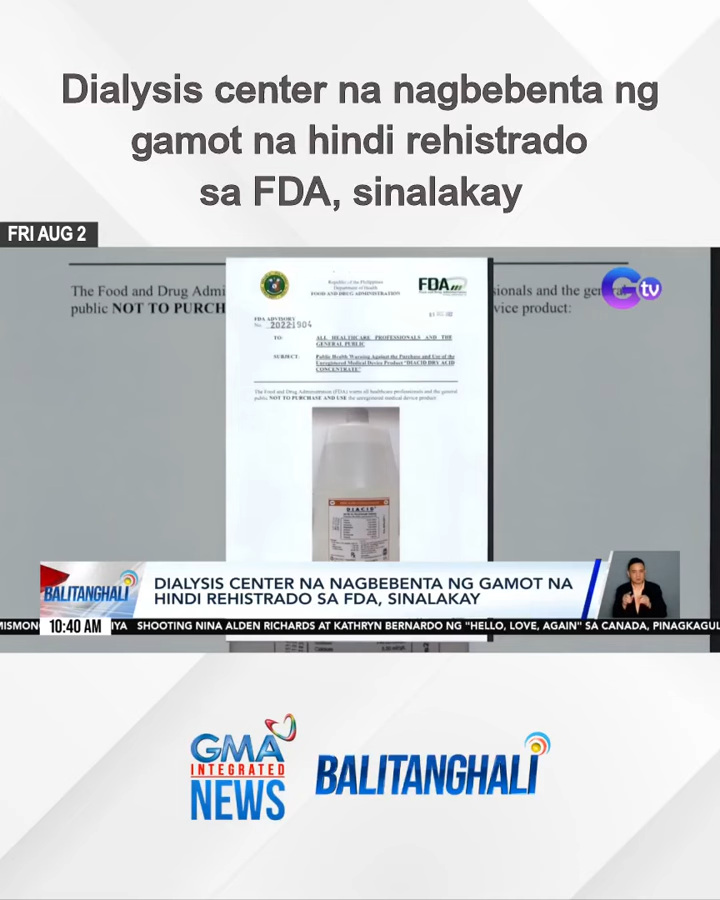 Dialysis center na nagbebenta ng
gamot na hindi rehistrado
sa FDA, sinalakay
FRI AUG 2
The Food and Drug Admi
sionals and the gen
public NOT TO PURCH
vice product:
Gtv
Republic of the Philippines
Department of Health
FOOD AND DRUG ADMINISTRATION
FDA
FDA ADVISORY
No. 20221904
TO: ALL HEALTHCARE PROFESSIONALS AND THE
GENERAL PUBLIC
SUBJECT: Public Health Warning Against the Purchase and Use of the
Unregistered Medical Device Product "DIACID DRY ACID
CONCENTRATE"
The Food and Drug Administration (FDA) warns all healthcare professionals and the general
public NOT TO PURCHASE AND USE the unregistered medical device product
DIACID
BALITANGHALI
DIALYSIS CENTER NA NAGBEBENTA NG GAMOT NA
HINDI REHISTRADO SA FDA, SINALAKAY
10:40 AM
MISMON IYA SHOOTING NINA ALDEN RICHARDS AT KATHRYN BERNARDO NG "HELLO, LOVE, AGAIN" SA CANADA, PINAGKAGUL
GMA
INTEGRATED
NEWS
BALITANGHALI